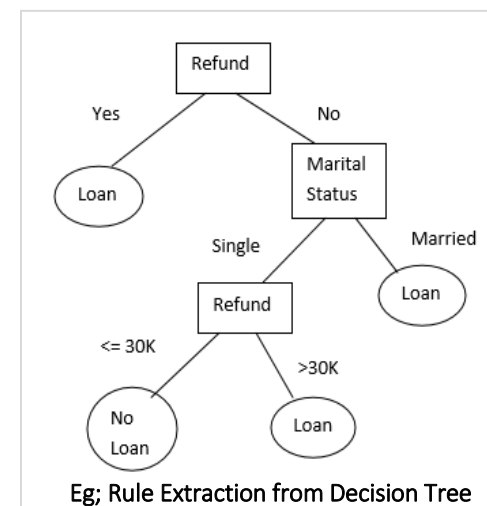 Refund
Yes
No
Loan
Marital
Status
Single
Married
Refund
Loan
<= 30K
>30K
No
Loan
Loan
Eg; Rule Extraction from Decision Tree